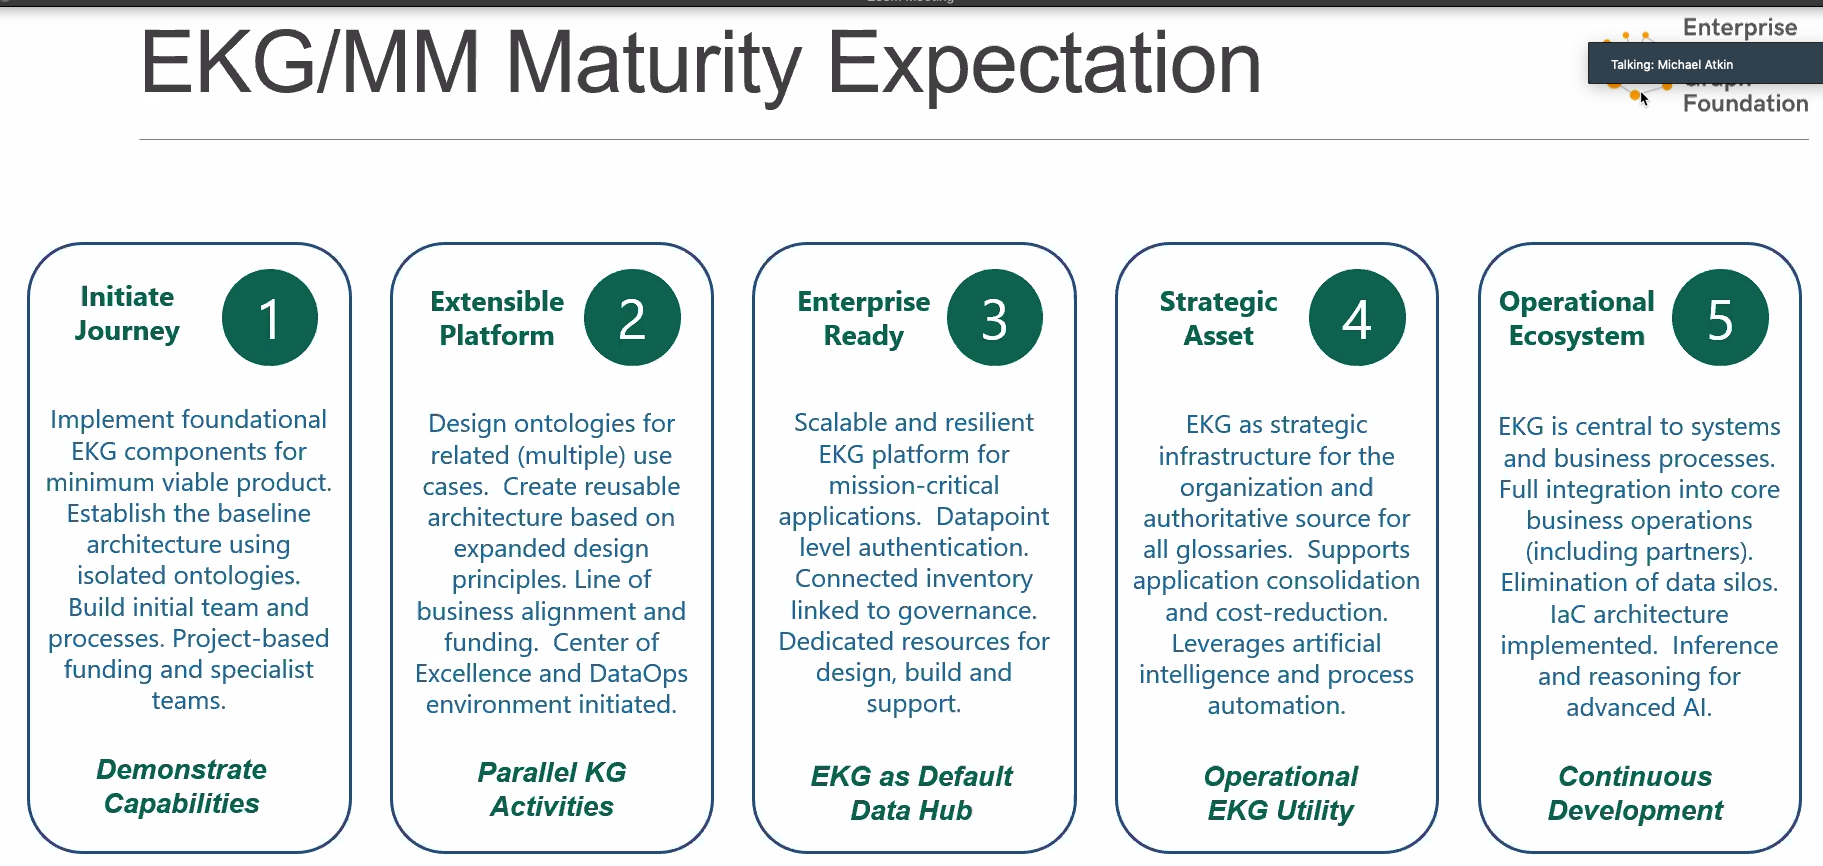 EKG/MM Maturity Expectation
Enterprise
Talking: Michael Atkin
Foundation
Initiate
Journey
1
Implement foundational
EKG components for
minimum viable product.
Establish the baseline
architecture using
isolated ontologies.
Build initial team and
processes. Project-based
funding and specialist
teams.
Demonstrate
Capabilities
Extensible
Platform
2
Design ontologies for
related (multiple) use
cases.  Create reusable
architecture based on
expanded design
principles. Line of
business alignment and
funding.  Center of
Excellence and DataOps
environment initiated.
Parallel KG
Activities
Enterprise
Ready
3
Scalable and resilient
EKG platform for
mission-critical
applications.  Datapoint
level authentication.
Connected inventory
linked to governance.
Dedicated resources for
design, build and
support.
EKG as Default
Data Hub
Strategic
Asset
4
EKG as strategic
infrastructure for the
organization and
authoritative source for
all glossaries.  Supports
application consolidation
and cost-reduction.
Leverages artificial
intelligence and process
automation.
Operational
EKG Utility
Operational
Ecosystem
5
EKG is central to systems
and business processes.
Full integration into core
business operations
(including partners).
Elimination of data silos.
IaC architecture
implemented.  Inference
and reasoning for
advanced AI.
Continuous
Development